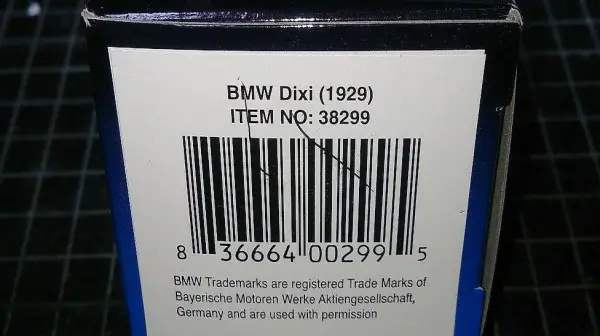 BMW Dixi (1929)
ITEM NO: 38299
8 36664 00299 5
BMW Trademarks are registered Trade Marks of
Bayerische Motoren Werke Aktiengesellschaft,
Germany and are used with permission